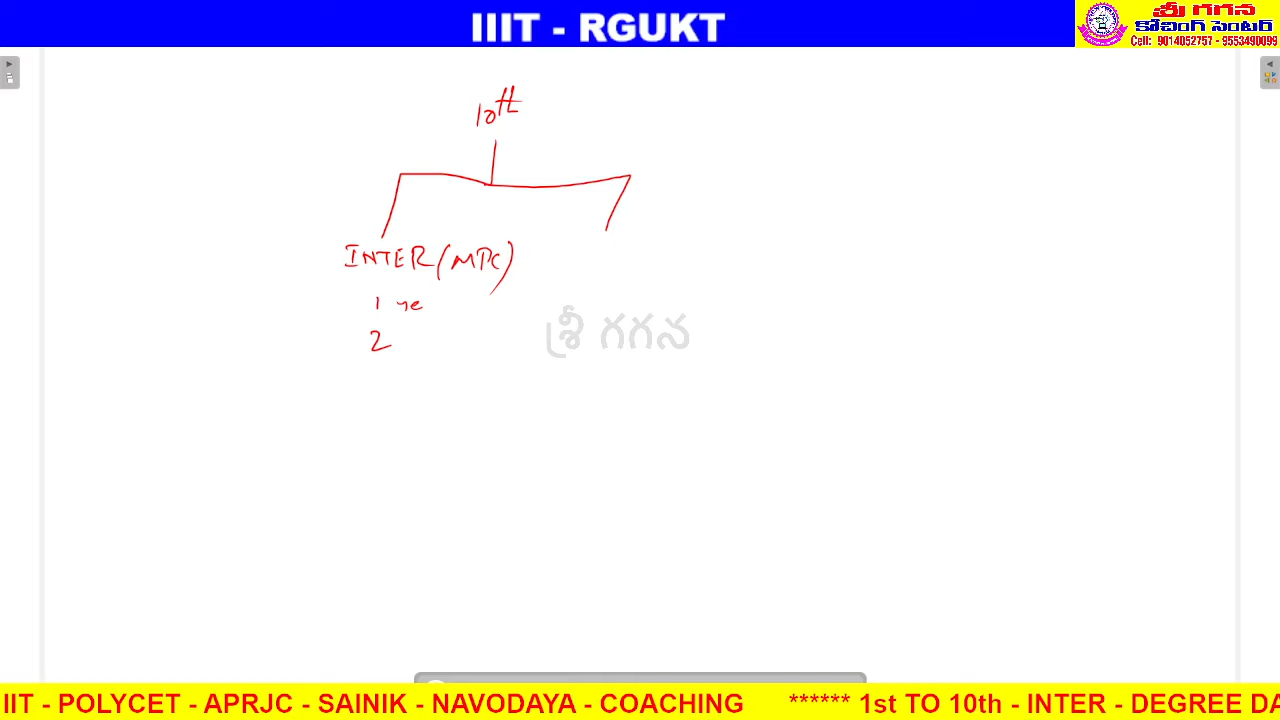 IIIT - RGUKT
శ్రీ గగన
కోచింగ్ సెంటర్
Cell: 9014052757 - 9553490099
10th
INTER (MPC)
1 ye
2
శ్రీ గగన
IIT - POLYCET - APRJC - SAINIK - NAVODAYA - COACHING ****** 1st TO 10th - INTER - DEGREE DA